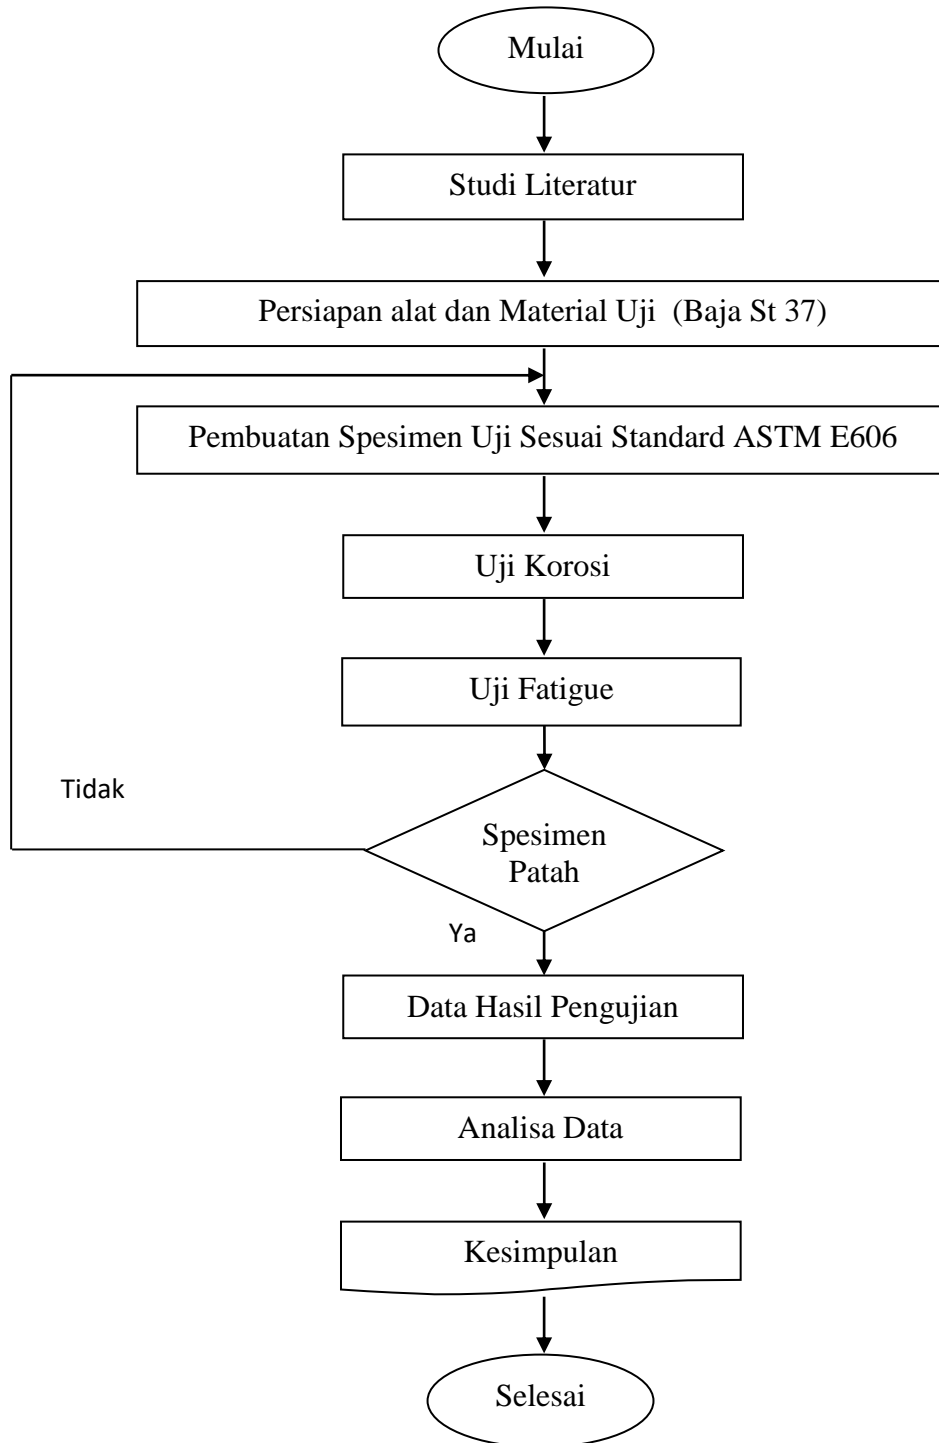 Mulai
Studi Literatur
Persiapan alat dan Material Uji  (Baja St 37)
Pembuatan Spesimen Uji Sesuai Standard ASTM E606
Uji Korosi
Uji Fatigue
Tidak
Spesimen
Patah
Ya
Data Hasil Pengujian
Analisa Data
Kesimpulan
Selesai